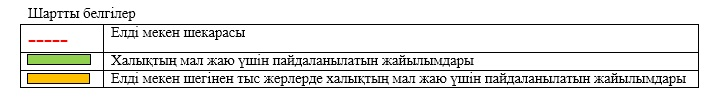 Шартты белгілер
Елді мекен шекарасы
Халықтың мал жаю үшін пайдаланылатын жайылымдары
Елді мекен шегінен тыс жерлерде халықтың мал жаю үшін пайдаланылатын жайылымдары